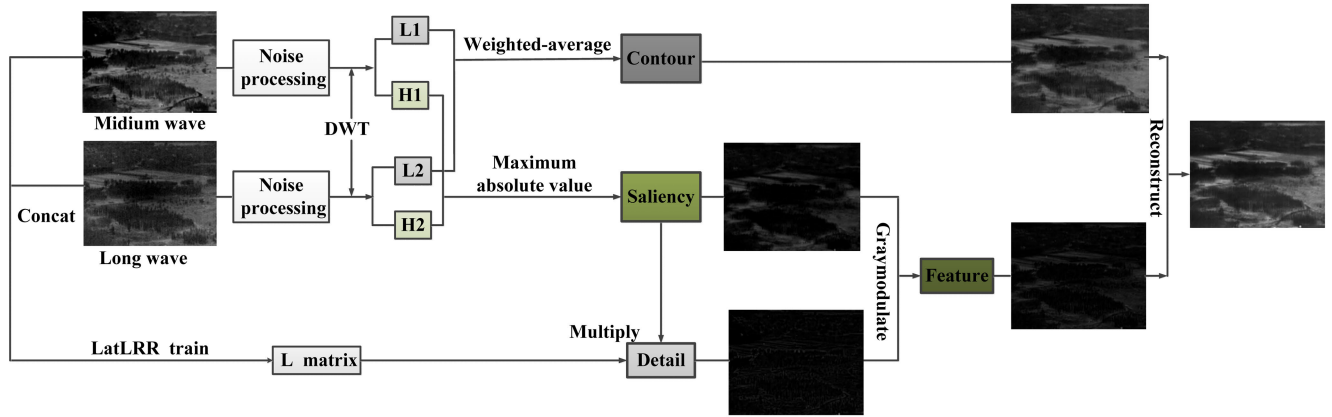 Midium wave
Long wave
Concat
Noise
processing
Noise
processing
DWT
L1
H1
L2
H2
Weighted-average
Contour
Maximum
absolute value
Saliency
LatLRR train
L matrix
Multiply
Detail
Graymodulate
Feature
Reconstruct